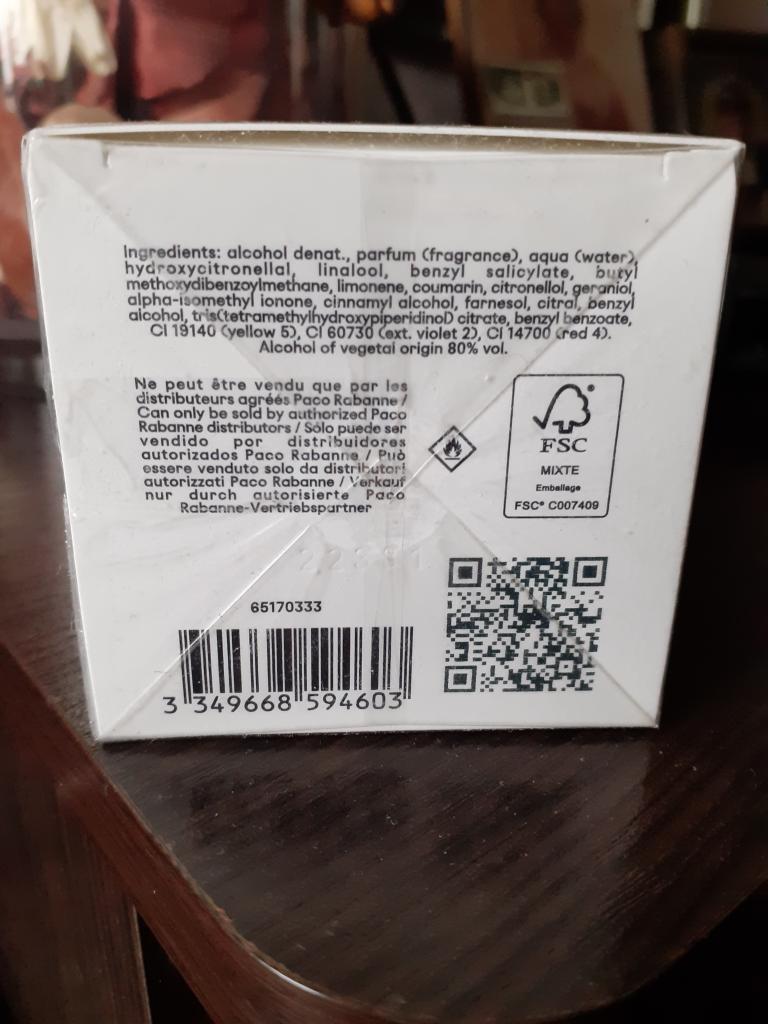 Ingredients: alcohol denat., parfum (fragrance), aqua (water),
hydroxycitronellal, linalool, benzyl salicylate, butyl
methoxydibenzoylmethane, limonene, coumarin, citronellol, geraniol,
alpha-isomethyl ionone, cinnamyl alcohol, farnesol, citral, benzyl
alcohol, tris(tetramethylhydroxypiperidinol) citrate, benzyl benzoate,
CI 19140 (yellow 5), CI 60730 (ext. violet 2), CI 14700 (red 4).
Alcohol of vegetal origin 80% vol.
Ne peut être vendu que par les
distributeurs agréés Paco Rabanne /
Can only be sold by authorized Paco
Rabanne distributors / Sólo puede ser
vendido por distribuidores
autorizados Paco Rabanne / Può
essere venduto solo da distributori
autorizzati Paco Rabanne / Verkauf
nur durch autorisierte Paco
Rabanne-Vertriebspartner
FSC
MIXTE
Emballage
FSC® C007409
65170333
3 349668 594603